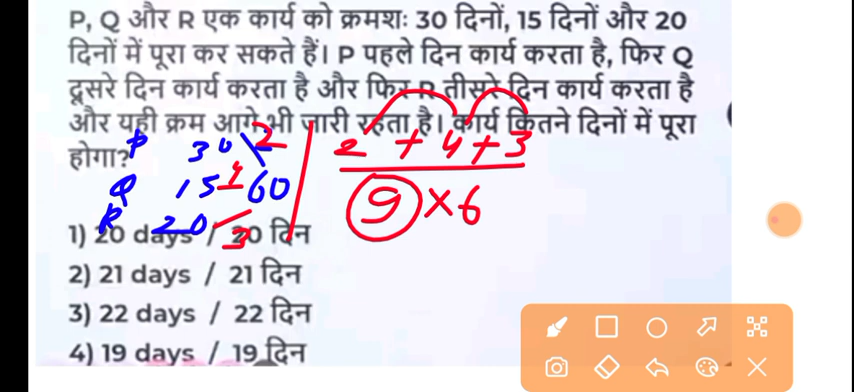 P, Q और R एक कार्य को क्रमशः 30 दिनों, 15 दिनों और 20
दिनों में पूरा कर सकते हैं। P पहले दिन कार्य करता है, फिर Q
दूसरे दिन कार्य करता है और फिर R तीसरे दिन कार्य करता है
और यही क्रम आगे भी जारी रहता है। कार्य कितने दिनों में पूरा
होगा?
P 30 2
Q 15 4 60
R 20 3
2 + 4 + 3
9 × 6
1) 20 days / 20 दिन
2) 21 days / 21 दिन
3) 22 days / 22 दिन
4) 19 days / 19 दिन